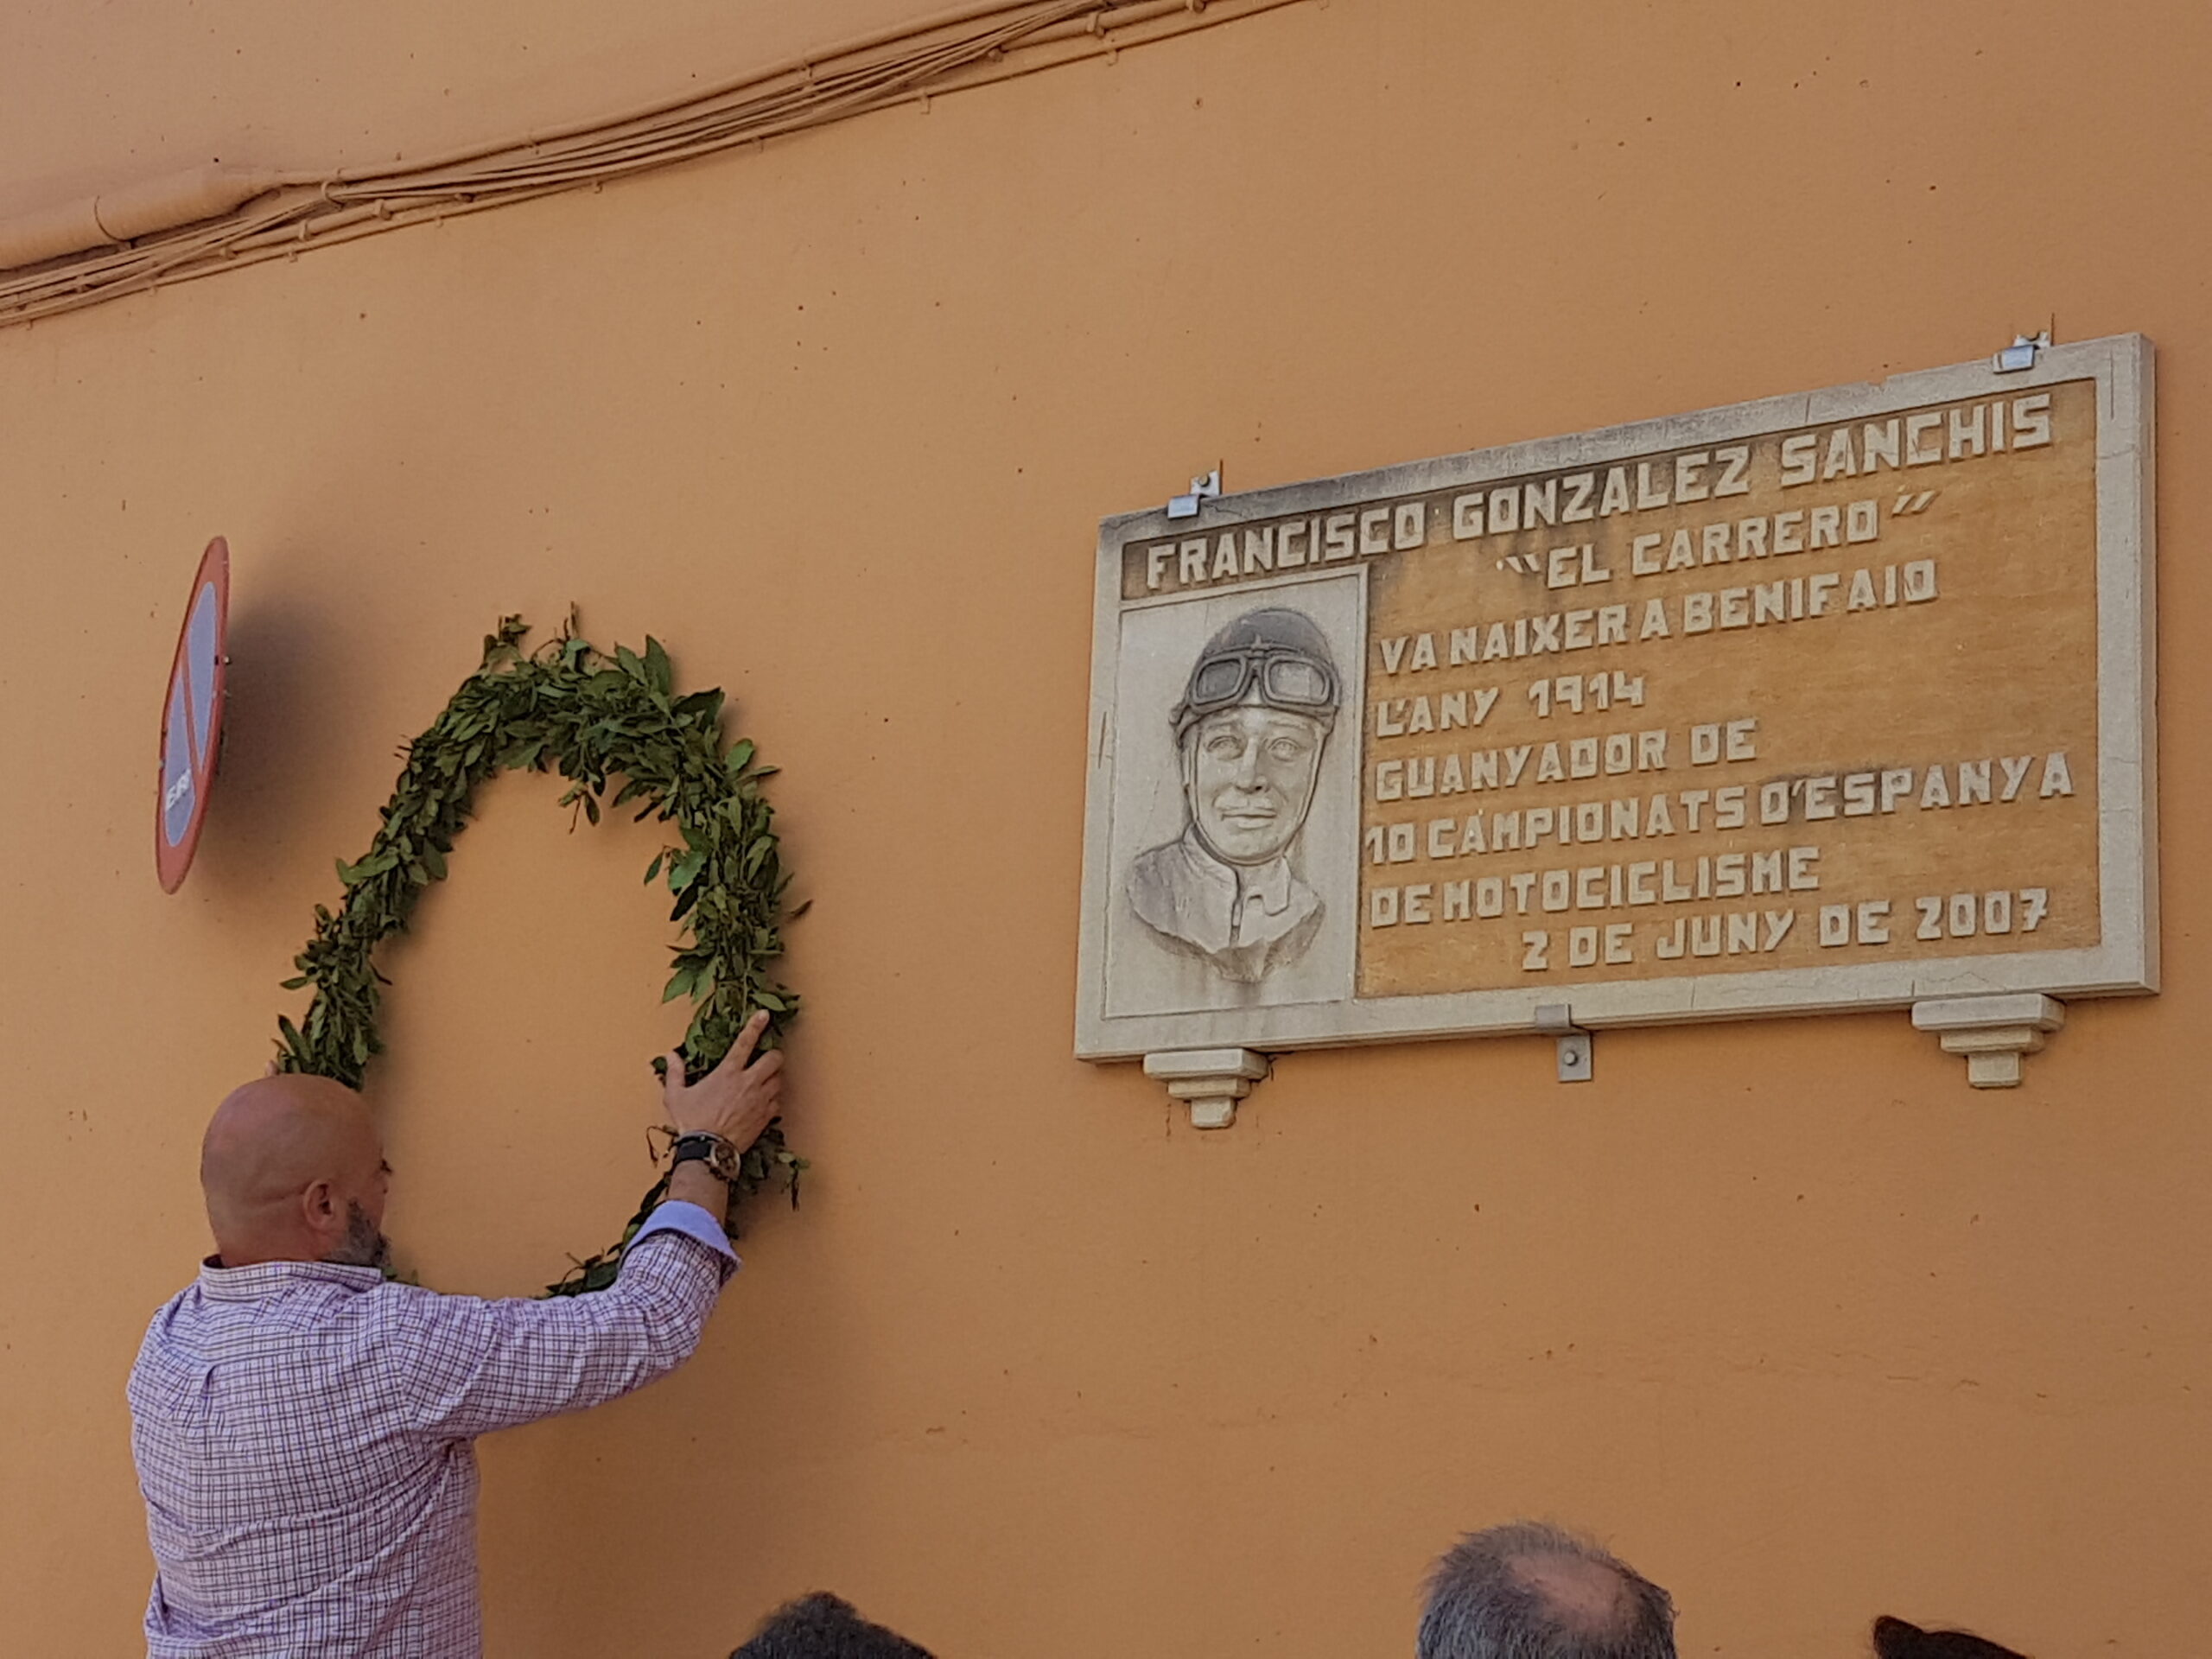 FRANCISCO GONZALEZ SANCHIS
"EL CARRERO"
VA NAIXER A BENIFAIO
L'ANY 1914
GUANYADOR DE
10 CAMPIONATS D'ESPANYA
DE MOTOCICLISME
2 DE JUNY DE 2007